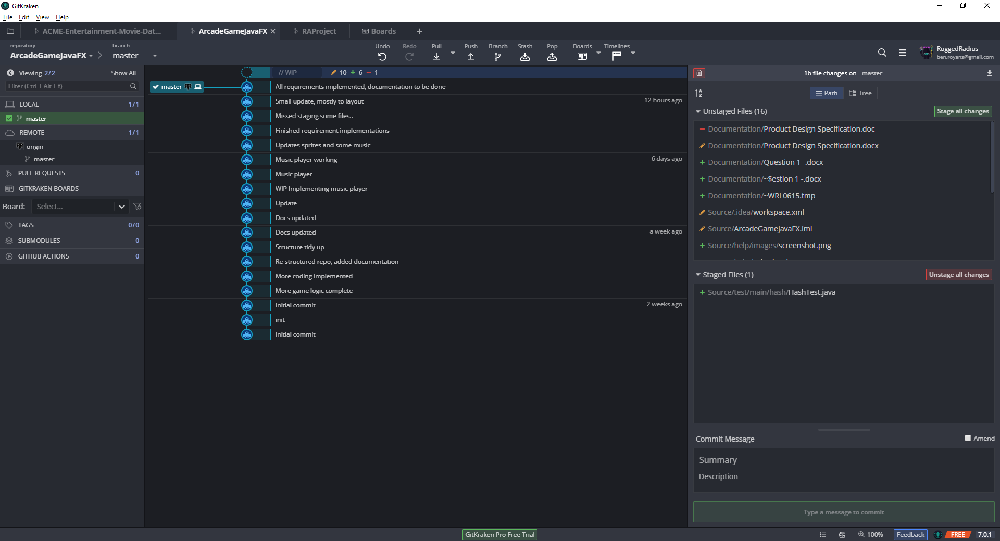 GitKraken
File Edit View Help
ACME-Entertainment-Movie-Dat...
ArcadeGameJavaFX
RAProject
Boards
repository
ArcadeGameJavaFX
branch
master
Undo
Redo
Pull
Push
Branch
Stash
Pop
Boards
Timelines
RuggedRadius
ben.royans@gmail.com
Viewing 2/2
Show All
Filter (Ctrl + Alt + f)
LOCAL 1/1
master
REMOTE 1/1
origin
master
PULL REQUESTS 0
GITKRAKEN BOARDS
Board: Select...
TAGS 0/0
SUBMODULES 0
GITHUB ACTIONS 0
// WIP 10 + 6 − 1
master
All requirements implemented, documentation to be done
Small update, mostly to layout 12 hours ago
Missed staging some files..
Finished requirement implementations
Updates sprites and some music
Music player working 6 days ago
Music player
WIP Implementing music player
Update
Docs updated
Docs updated a week ago
Structure tidy up
Re-structured repo, added documentation
More coding implemented
More game logic complete
Initial commit 2 weeks ago
init
Initial commit
16 file changes on master
Path
Tree
Unstaged Files (16)
Stage all changes
Documentation/Product Design Specification.doc
Documentation/Product Design Specification.docx
Documentation/Question 1 -.docx
Documentation/~$estion 1 -.docx
Documentation/~WRL0615.tmp
Source/.idea/workspace.xml
Source/ArcadeGameJavaFX.iml
Source/help/images/screenshot.png
Staged Files (1)
Unstage all changes
Source/test/main/hash/HashTest.java
Commit Message
Amend
Summary
Description
Type a message to commit
GitKraken Pro Free Trial
100%
Feedback
FREE
7.0.1